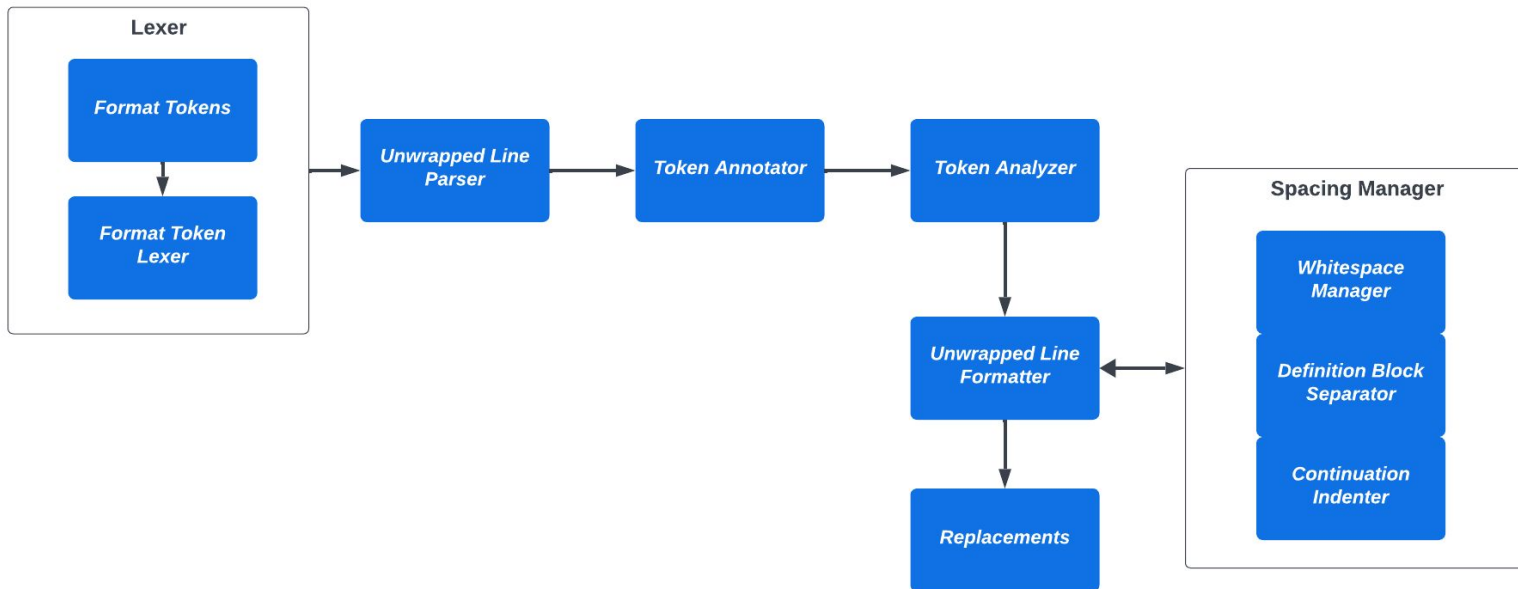 Lexer
Format Tokens
Format Token
Lexer
Unwrapped Line
Parser
Token Annotator
Token Analyzer
Unwrapped Line
Formatter
Replacements
Spacing Manager
Whitespace
Manager
Definition Block
Separator
Continuation
Indenter